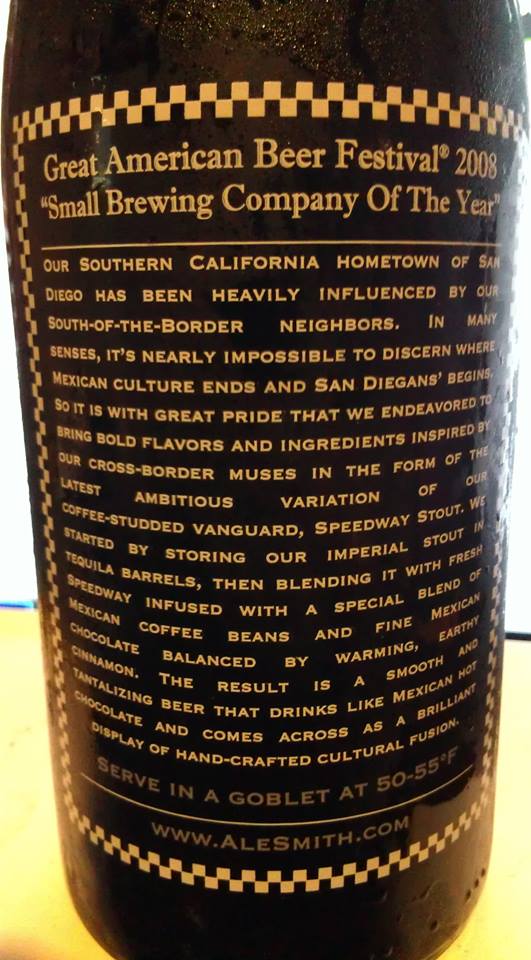 Great American Beer Festival® 2008
"Small Brewing Company Of The Year"
OUR SOUTHERN CALIFORNIA HOMETOWN OF SAN
DIEGO HAS BEEN HEAVILY INFLUENCED BY OUR
SOUTH-OF-THE-BORDER NEIGHBORS. IN MANY
SENSES, IT'S NEARLY IMPOSSIBLE TO DISCERN WHERE
MEXICAN CULTURE ENDS AND SAN DIEGANS' BEGINS.
SO IT IS WITH GREAT PRIDE THAT WE ENDEAVORED TO
BRING BOLD FLAVORS AND INGREDIENTS INSPIRED BY
OUR CROSS-BORDER MUSES IN THE FORM OF THE
LATEST AMBITIOUS VARIATION OF OUR
COFFEE-STUDDED VANGUARD, SPEEDWAY STOUT. WE
STARTED BY STORING OUR IMPERIAL STOUT IN
TEQUILA BARRELS, THEN BLENDING IT WITH FRESH
SPEEDWAY INFUSED WITH A SPECIAL BLEND OF
MEXICAN COFFEE BEANS AND FINE MEXICAN
CHOCOLATE BALANCED BY WARMING, EARTHY
CINNAMON. THE RESULT IS A SMOOTH AND
TANTALIZING BEER THAT DRINKS LIKE MEXICAN HOT
CHOCOLATE AND COMES ACROSS AS A BRILLIANT
DISPLAY OF HAND-CRAFTED CULTURAL FUSION.
SERVE IN A GOBLET AT 50-55°F
WWW.ALESMITH.COM